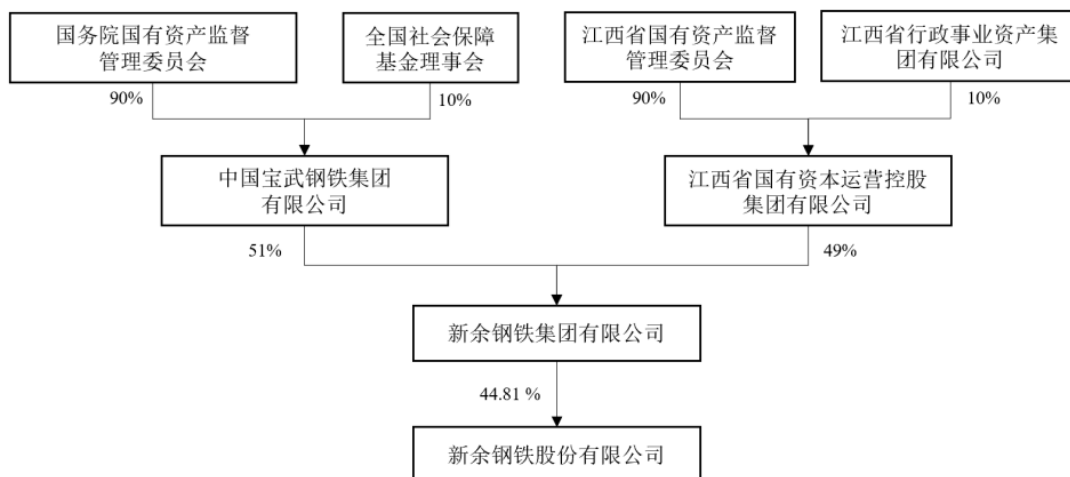 国务院国有资产监督
管理委员会
全国社会保障
基金理事会
江西省国有资产监督
管理委员会
江西省行政事业资产集
团有限公司
90%
10%
90%
10%
中国宝武钢铁集团
有限公司
江西省国有资本运营控股
集团有限公司
51%
49%
新余钢铁集团有限公司
44.81 %
新余钢铁股份有限公司